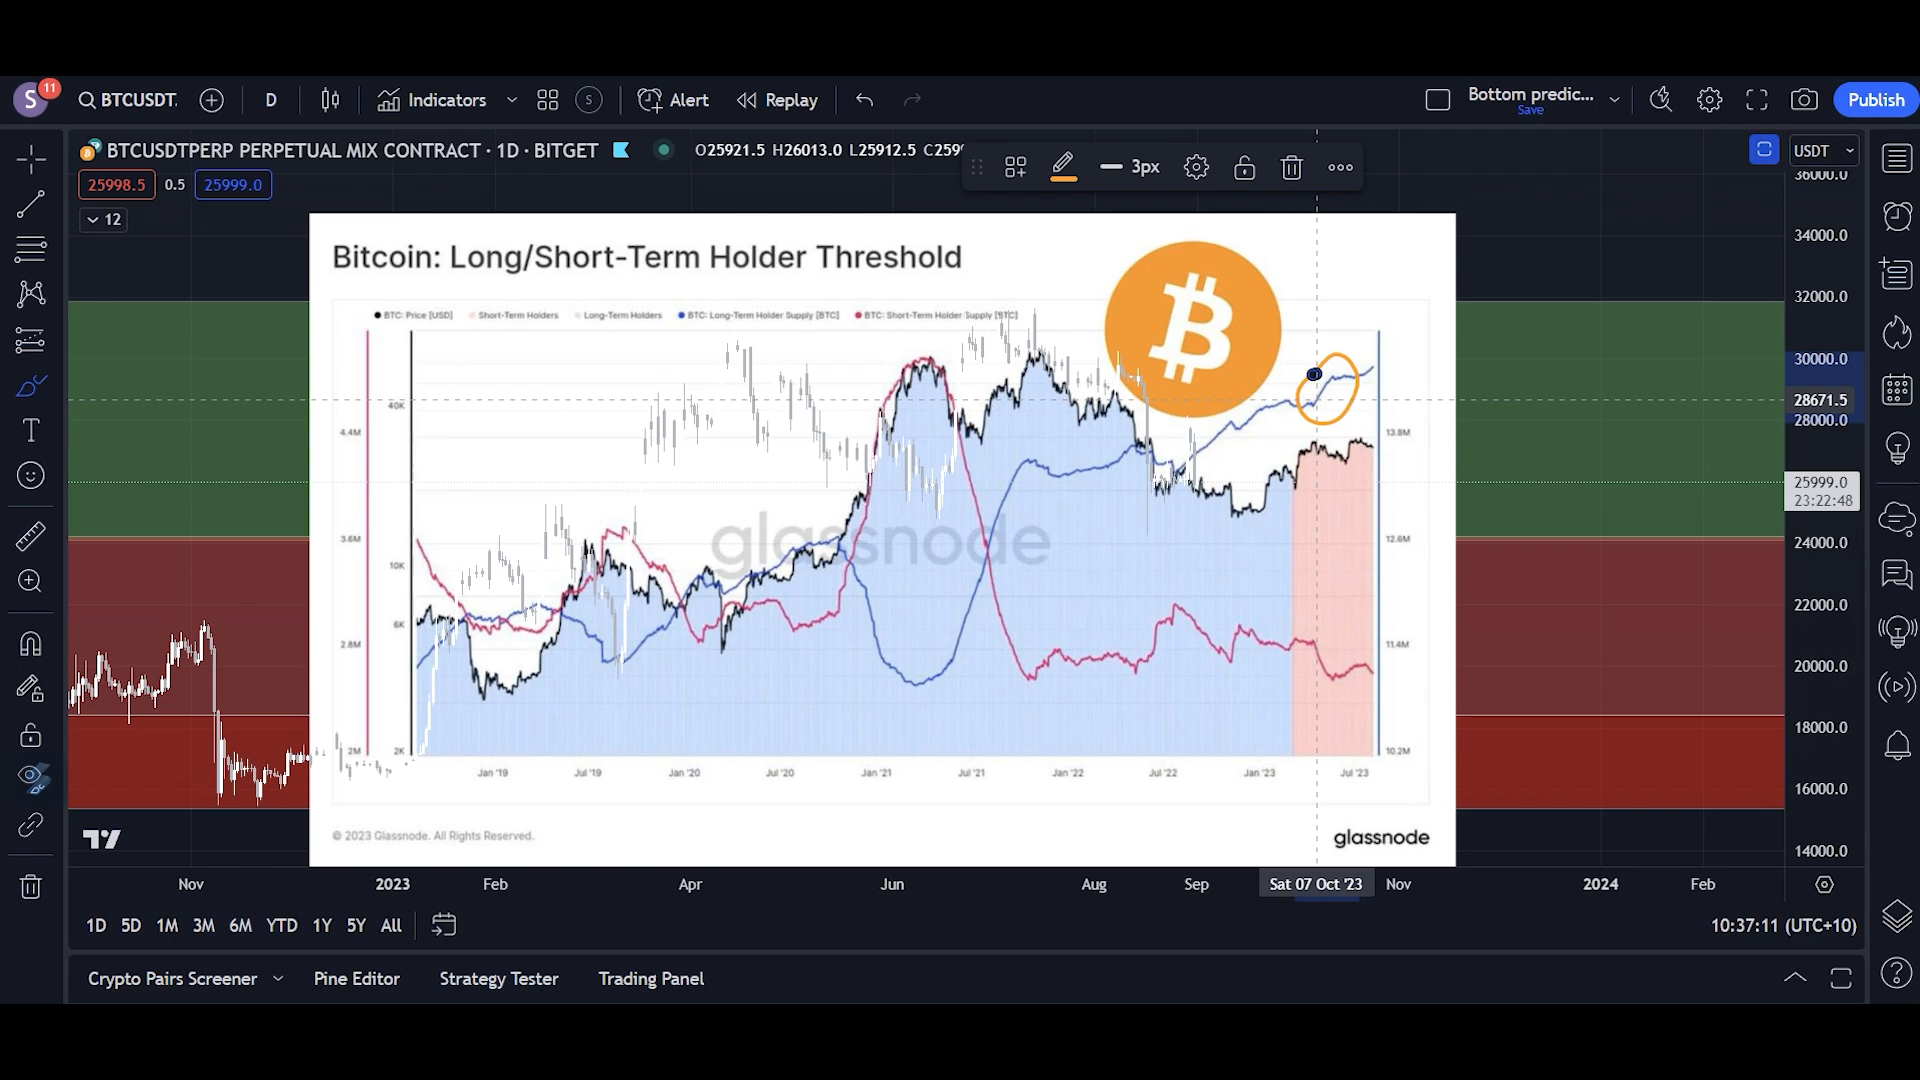 S 11 BTCUSDT. D Indicators S Alert Replay Bottom predic... Save Publish
BTCUSDTPERP PERPETUAL MIX CONTRACT · 1D · BITGET O25921.5 H26013.0 L25912.5 C259 3px USDT
25998.5 0.5 25999.0
12
36000.0
34000.0
32000.0
30000.0
28671.5
28000.0
25999.0
23:22:48
24000.0
22000.0
20000.0
18000.0
16000.0
14000.0
Bitcoin: Long/Short-Term Holder Threshold
BTC: Price [USD] Short-Term Holders Long-Term Holders BTC: Long-Term Holder Supply [BTC] BTC: Short-Term Holder Supply [BTC]
40K
4.4M 13.8M
glassnode
3.6M 12.6M
10K
6K
2.8M 11.4M
2M 2K 10.2M
Jan '19 Jul '19 Jan '20 Jul '20 Jan '21 Jul '21 Jan '22 Jul '22 Jan '23 Jul '23
© 2023 Glassnode. All Rights Reserved. glassnode
Nov 2023 Feb Apr Jun Aug Sep Sat 07 Oct '23 Nov 2024 Feb
1D 5D 1M 3M 6M YTD 1Y 5Y All 10:37:11 (UTC+10)
Crypto Pairs Screener Pine Editor Strategy Tester Trading Panel